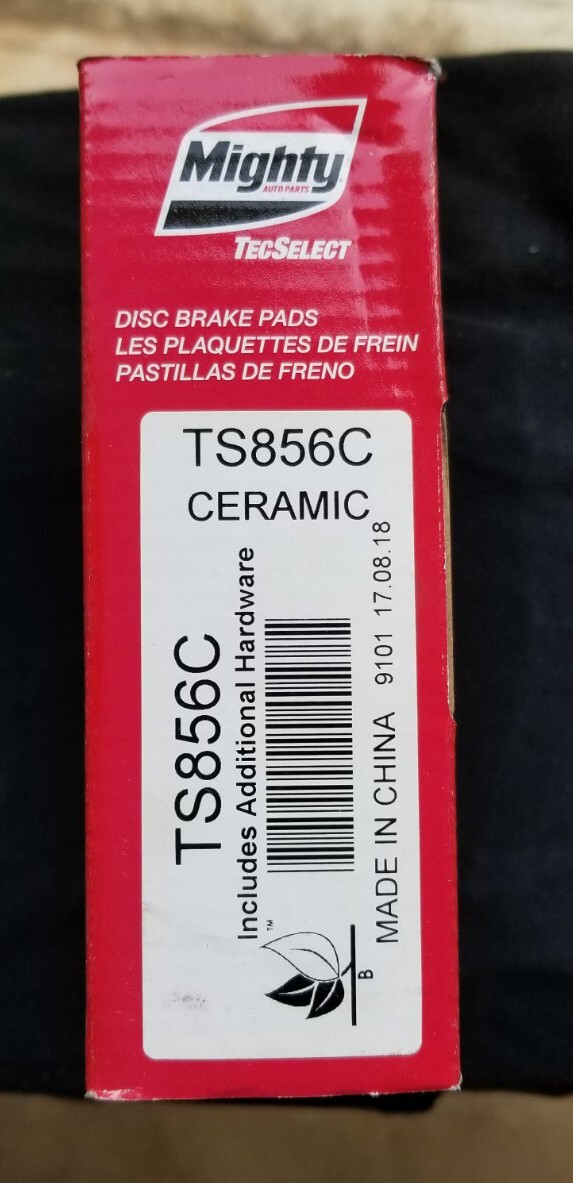 Mighty
AUTO PARTS
TECSELECT
DISC BRAKE PADS
LES PLAQUETTES DE FREIN
PASTILLAS DE FRENO
TS856C
CERAMIC
TS856C
Includes Additional Hardware
MADE IN CHINA 9101 17.08.18
TM
B